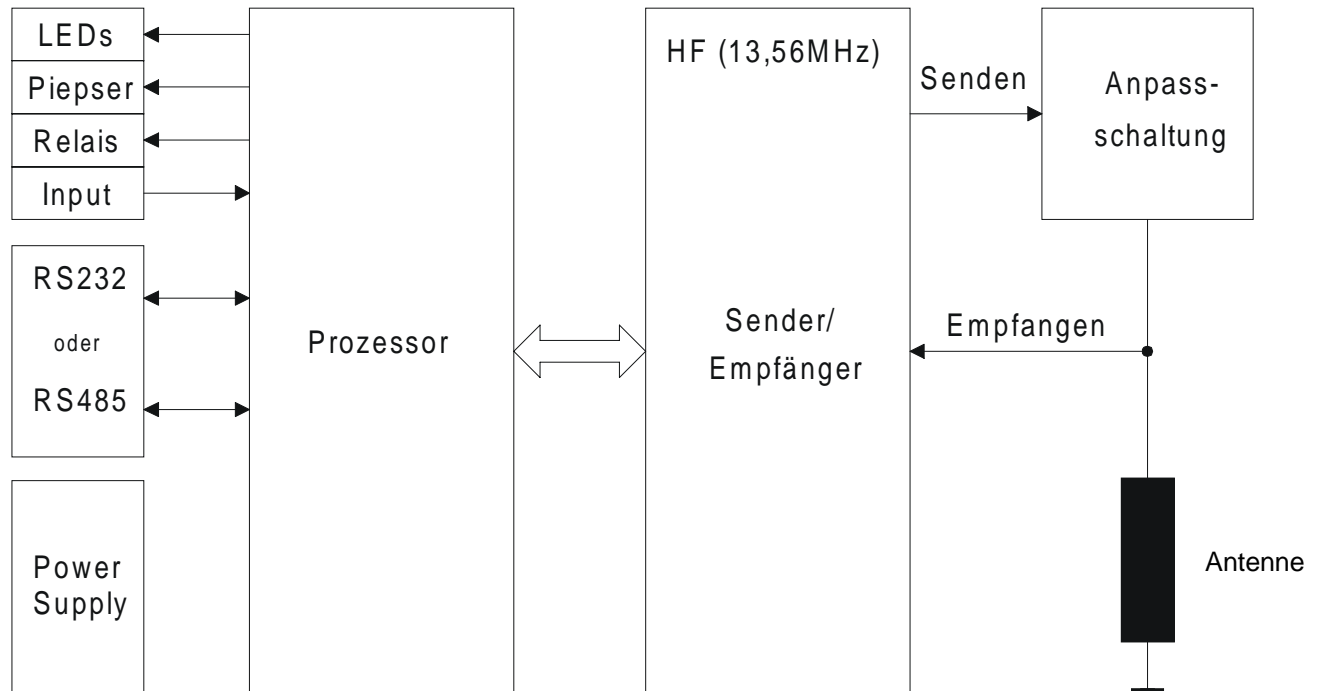 LEDs
Piepser
Relais
Input
RS232
oder
RS485
Power
Supply
Prozessor
HF (13,56MHz)
Sender/
Empfänger
Senden
Empfangen
Anpass-
schaltung
Antenne